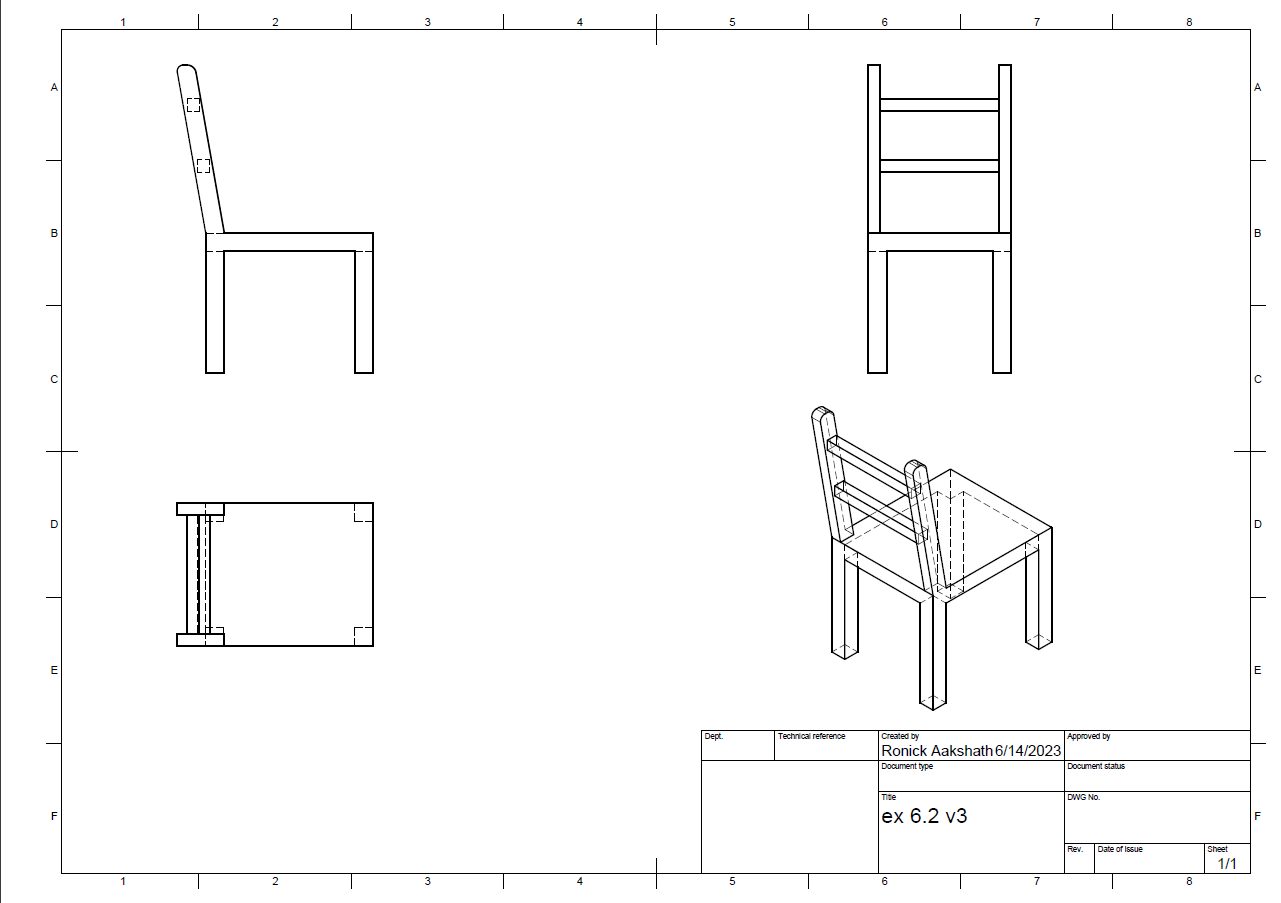 1 2 3 4 5 6 7 8
A A
B B
C C
D D
E E
Dept. Technical reference Created by Approved by
Ronick Aakshath 6/14/2023
Document type Document status
Title DWG No.
ex 6.2 v3
F F
Rev. Date of issue Sheet
1/1
1 2 3 4 5 6 7 8